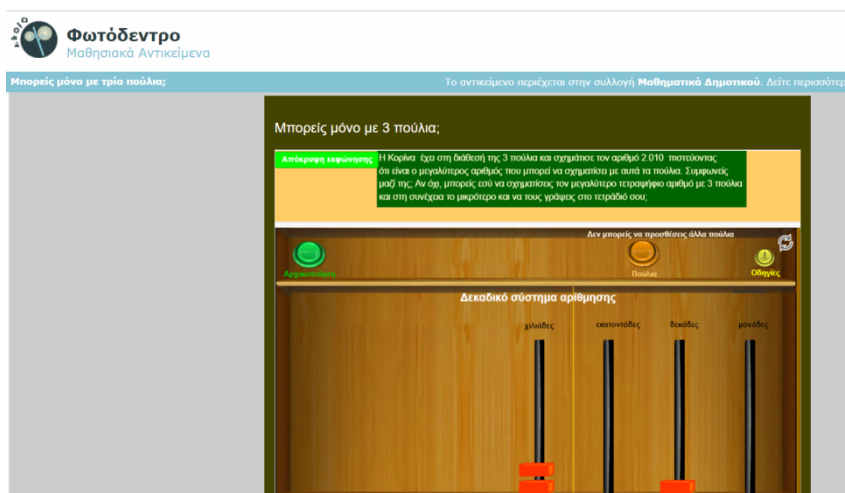 Φωτόδεντρο
Μαθησιακά Αντικείμενα
Μπορείς μόνο με τρία πούλια;
Το αντικείμενο περιέχεται στην συλλογή Μαθηματικά Δημοτικού. Δείτε περισσότερ
Μπορείς μόνο με 3 πούλια;
Απόκρυψη εκφώνησης
Η Κορίνα έχει στη διάθεσή της 3 πούλια και σχημάτισε τον αριθμό 2.010 πιστεύοντας
ότι είναι ο μεγαλύτερος αριθμός που μπορεί να σχηματίσει με αυτά τα πούλια. Συμφωνείς
μαζί της; Αν όχι, μπορείς εσύ να σχηματίσεις τον μεγαλύτερο τετραψήφιο αριθμό με 3 πούλια
και στη συνέχεια το μικρότερο και να τους γράψεις στο τετράδιό σου;
Δεν μπορείς να προσθέσεις άλλα πούλια
Αρχικοποίηση
Πούλια
Οδηγίες
Δεκαδικό σύστημα αρίθμησης
χιλιάδες εκατοντάδες δεκάδες μονάδες